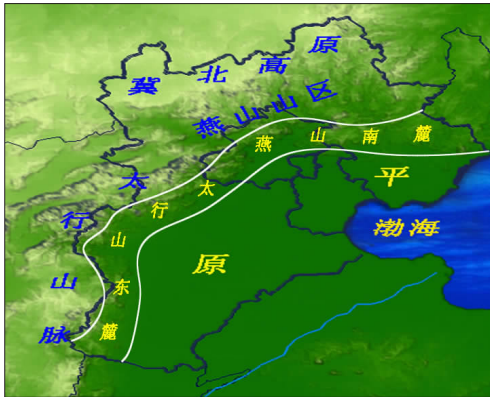 冀北高原
燕山山区
燕山南麓
太行山脉
太行山东麓
平原
渤海